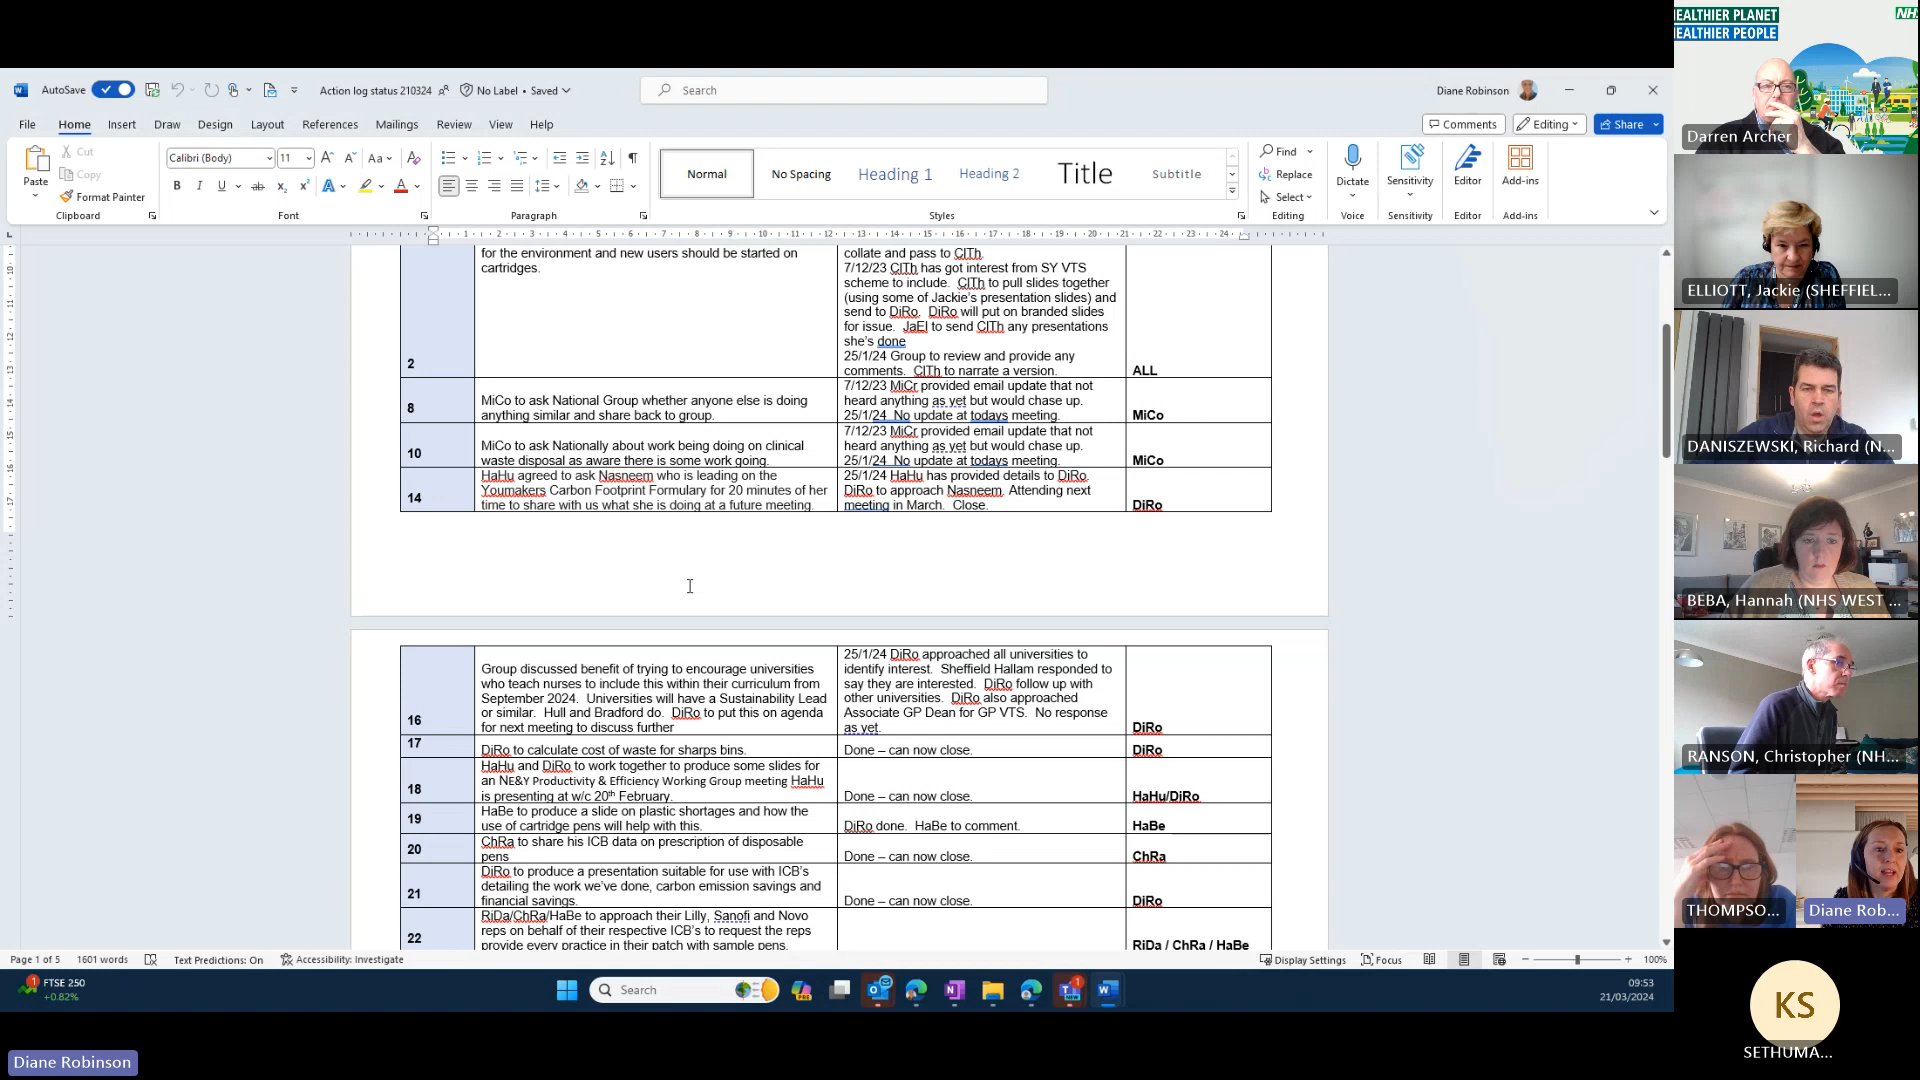 HEALTHIER PLANET
HEALTHIER PEOPLE
NHS
Darren Archer
ELLIOTT, Jackie (SHEFFIEL...
DANISZEWSKI, Richard (N...
BEBA, Hannah (NHS WEST ...
RANSON, Christopher (NH...
THOMPSO...
Diane Rob...
KS
SETHUMA...
AutoSave
Action log status 210324
No Label • Saved
Search
Diane Robinson
File Home Insert Draw Design Layout References Mailings Review View Help
Comments Editing Share
Paste
Cut
Copy
Format Painter
Clipboard
Calibri (Body) 11
Font
Paragraph
Normal
No Spacing
Heading 1
Heading 2
Title
Subtitle
Styles
Find
Replace
Select
Editing
Dictate
Voice
Sensitivity
Sensitivity
Editor
Editor
Add-ins
Add-ins
for the environment and new users should be started on
cartridges.
collate and pass to ClTh.
7/12/23 ClTh has got interest from SY VTS
scheme to include.  ClTh to pull slides together
(using some of Jackie's presentation slides) and
send to DiRo.  DiRo will put on branded slides
for issue.  JaEl to send ClTh any presentations
she's done
25/1/24 Group to review and provide any
comments.  ClTh to narrate a version.
2
ALL
8
MiCo to ask National Group whether anyone else is doing
anything similar and share back to group.
7/12/23 MiCr provided email update that not
heard anything as yet but would chase up.
25/1/24  No update at todays meeting.
MiCo
10
MiCo to ask Nationally about work being doing on clinical
waste disposal as aware there is some work going.
7/12/23 MiCr provided email update that not
heard anything as yet but would chase up.
25/1/24  No update at todays meeting.
MiCo
14
HaHu agreed to ask Nasneem who is leading on the
Youmakers Carbon Footprint Formulary for 20 minutes of her
time to share with us what she is doing at a future meeting.
25/1/24 HaHu has provided details to DiRo.
DiRo to approach Nasneem. Attending next
meeting in March.  Close.
DiRo
16
Group discussed benefit of trying to encourage universities
who teach nurses to include this within their curriculum from
September 2024.  Universities will have a Sustainability Lead
or similar.  Hull and Bradford do.  DiRo to put this on agenda
for next meeting to discuss further
25/1/24 DiRo approached all universities to
identify interest.  Sheffield Hallam responded to
say they are interested.  DiRo follow up with
other universities.  DiRo also approached
Associate GP Dean for GP VTS.  No response
as yet.
DiRo
17
DiRo to calculate cost of waste for sharps bins.
Done – can now close.
DiRo
18
HaHu and DiRo to work together to produce some slides for
an NE&Y Productivity & Efficiency Working Group meeting HaHu
is presenting at w/c 20th February.
Done – can now close.
HaHu/DiRo
19
HaBe to produce a slide on plastic shortages and how the
use of cartridge pens will help with this.
DiRo done.  HaBe to comment.
HaBe
20
ChRa to share his ICB data on prescription of disposable
pens
Done – can now close.
ChRa
21
DiRo to produce a presentation suitable for use with ICB's
detailing the work we've done, carbon emission savings and
financial savings.
Done – can now close.
DiRo
22
RiDa/ChRa/HaBe to approach their Lilly, Sanofi and Novo
reps on behalf of their respective ICB's to request the reps
provide every practice in their patch with sample pens.
RiDa / ChRa / HaBe
Page 1 of 5
1601 words
Text Predictions: On
Accessibility: Investigate
Display Settings
Focus
100%
FTSE 250
+0.82%
Search
09:53
21/03/2024
Diane Robinson